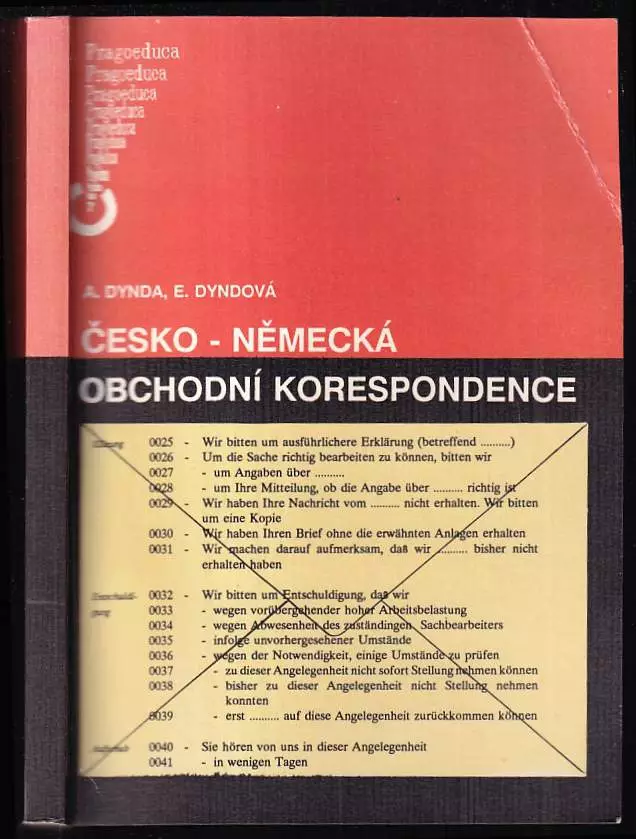 Pragoeduca
Pragoeduca
Pragoeduca
Pragoeduca
A. DYNDA, E. DYNDOVÁ
ČESKO - NĚMECKÁ
OBCHODNÍ KORESPONDENCE
0025 - Wir bitten um ausführlichere Erklärung (betreffend ..........)
0026 - Um die Sache richtig bearbeiten zu können, bitten wir
0027 - um Angaben über ..........
0028 - um Ihre Mitteilung, ob die Angabe über .......... richtig ist
0029 - Wir haben Ihre Nachricht vom .......... nicht erhalten. Wir bitten
um eine Kopie
0030 - Wir haben Ihren Brief ohne die erwähnten Anlagen erhalten
0031 - Wir machen darauf aufmerksam, daß wir .......... bisher nicht
erhalten haben
Entschuldi- 0032 - Wir bitten um Entschuldigung, daß wir
gung 0033 - wegen vorübergehender hoher Arbeitsbelastung
0034 - wegen Abwesenheit des zuständingen Sachbearbeiters
0035 - infolge unvorhergesehener Umstände
0036 - wegen der Notwendigkeit, einige Umstände zu prüfen
0037 - zu dieser Angelegenheit nicht sofort Stellung nehmen können
0038 - bisher zu dieser Angelegenheit nicht Stellung nehmen
konnten
0039 - erst .......... auf diese Angelegenheit zurückkommen können
0040 - Sie hören von uns in dieser Angelegenheit
0041 - in wenigen Tagen